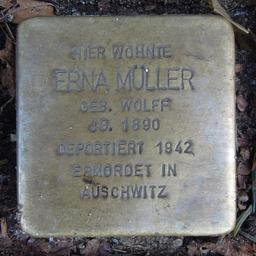 HIER WOHNTE
ERNA MÜLLER
GEB. WOLFF
JG. 1890
DEPORTIERT 1942
ERMORDET IN
AUSCHWITZ